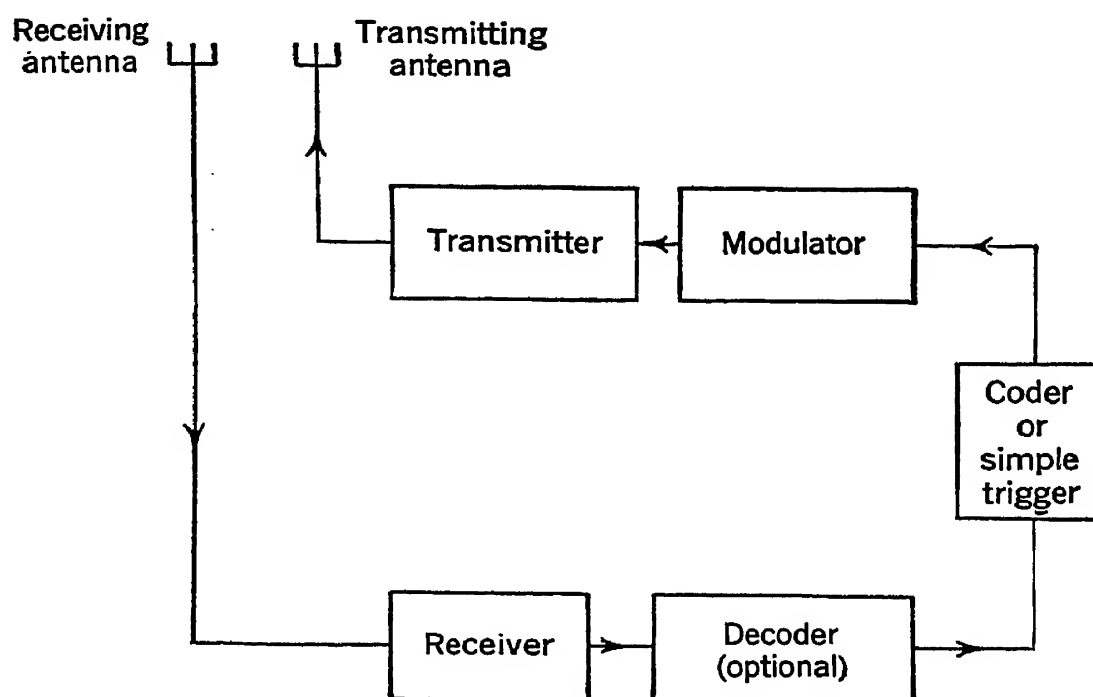 Receiving
antenna
Transmitting
antenna
Transmitter
Modulator
Coder
or
simple
trigger
Receiver
Decoder
(optional)